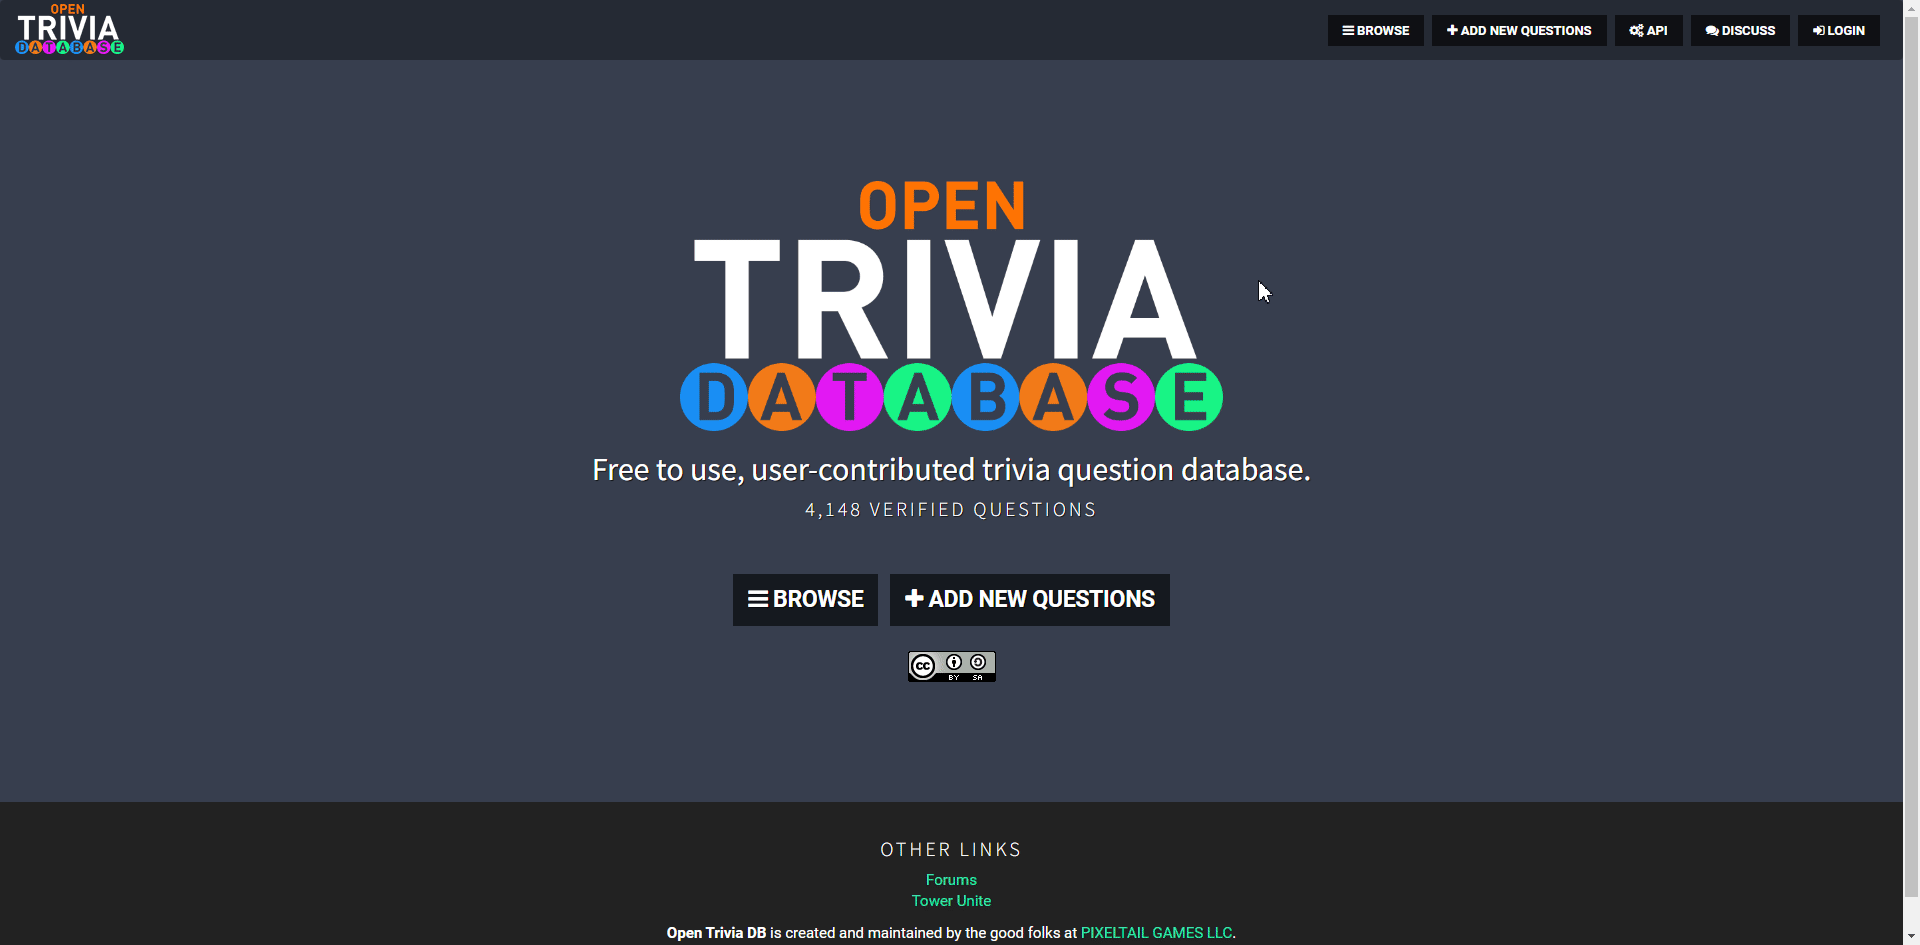 OPEN
TRIVIA
DATABASE
BROWSE
ADD NEW QUESTIONS
API
DISCUSS
LOGIN
OPEN
TRIVIA
DATABASE
Free to use, user-contributed trivia question database.
4,148 VERIFIED QUESTIONS
BROWSE
ADD NEW QUESTIONS
cc
BY SA
OTHER LINKS
Forums
Tower Unite
Open Trivia DB is created and maintained by the good folks at PIXELTAIL GAMES LLC.